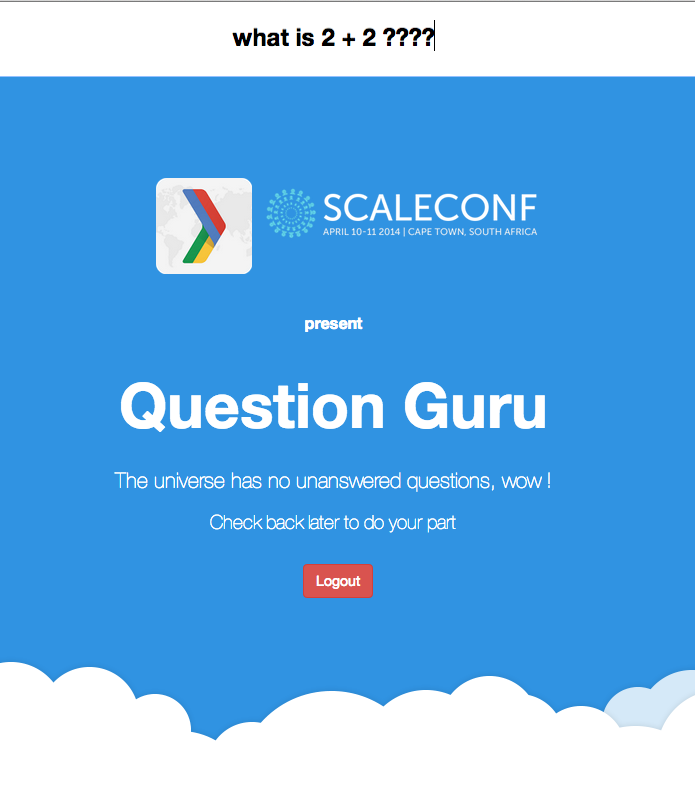 what is 2 + 2 ????
SCALECONF
APRIL 10-11 2014 | CAPE TOWN, SOUTH AFRICA
present
Question Guru
The universe has no unanswered questions, wow !
Check back later to do your part
Logout